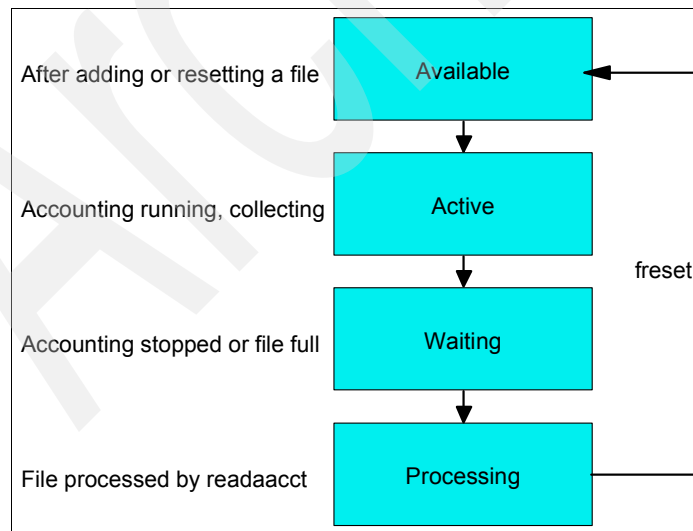 After adding or resetting a file
Available
Accounting running, collecting
Active
freset
Accounting stopped or file full
Waiting
File processed by readaacct
Processing